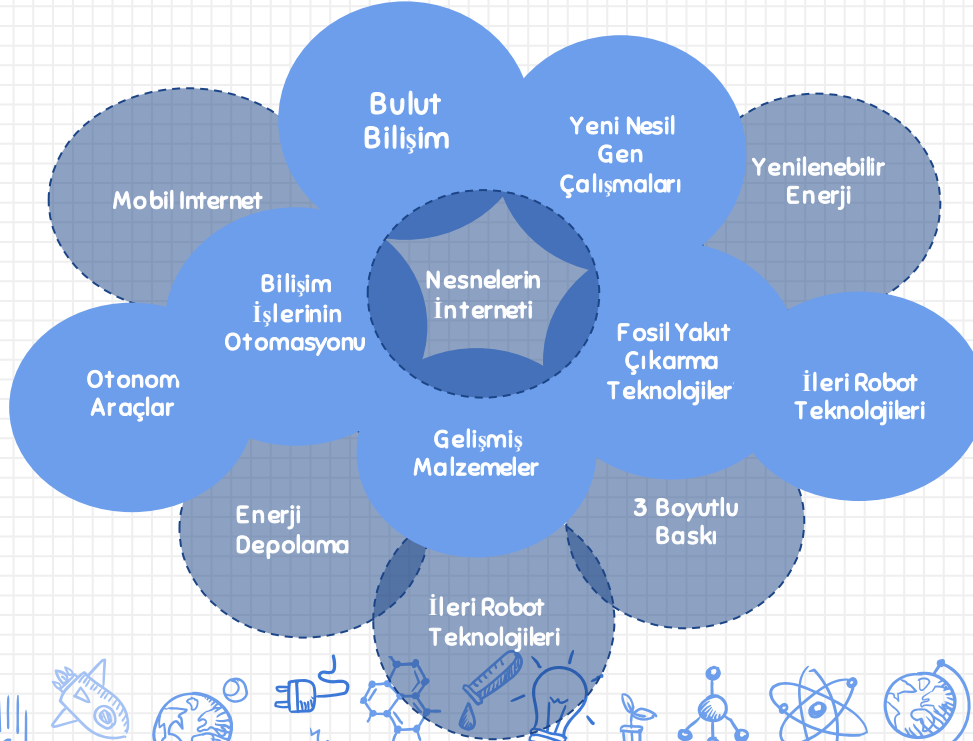 Bulut
Bilişim
Yeni Nesil
Gen
Çalışmaları
Yenilenebilir
Enerji
Mobil Internet
Nesnelerin
İnterneti
Bilişim
İşlerinin
Otomasyonu
Fosil Yakıt
Çıkarma
Teknolojiler
Otonom
Araçlar
İleri Robot
Teknolojileri
Gelişmiş
Malzemeler
Enerji
Depolama
3 Boyutlu
Baskı
İleri Robot
Teknolojileri